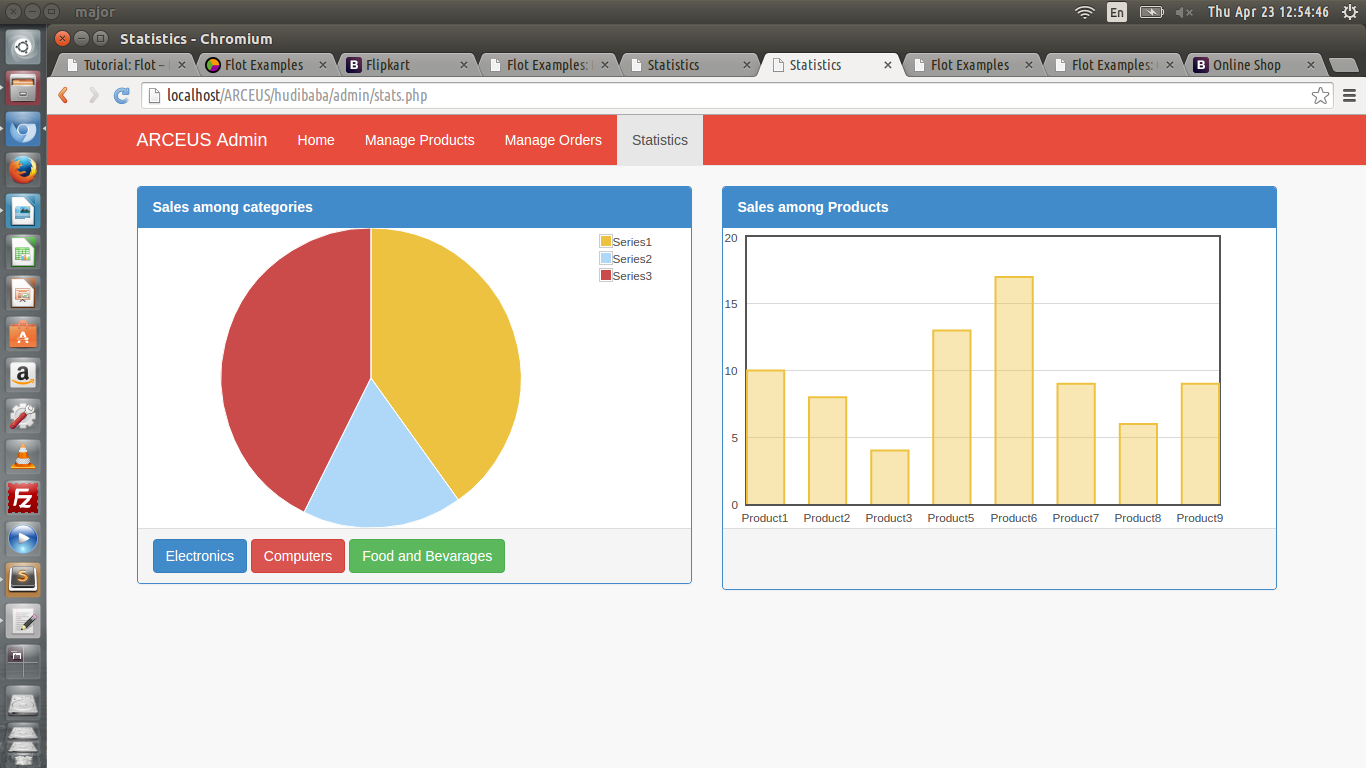 major
En
Thu Apr 23 12:54:46
Statistics - Chromium
Tutorial: Flot –
Flot Examples
B Flipkart
Flot Examples:
Statistics
Statistics
Flot Examples
Flot Examples:
B Online Shop
localhost/ARCEUS/hudibaba/admin/stats.php
ARCEUS Admin Home Manage Products Manage Orders Statistics
Sales among categories
Series1
Series2
Series3
Electronics Computers Food and Bevarages
Sales among Products
20
15
10
5
0
Product1 Product2 Product3 Product5 Product6 Product7 Product8 Product9
a
Fz
S